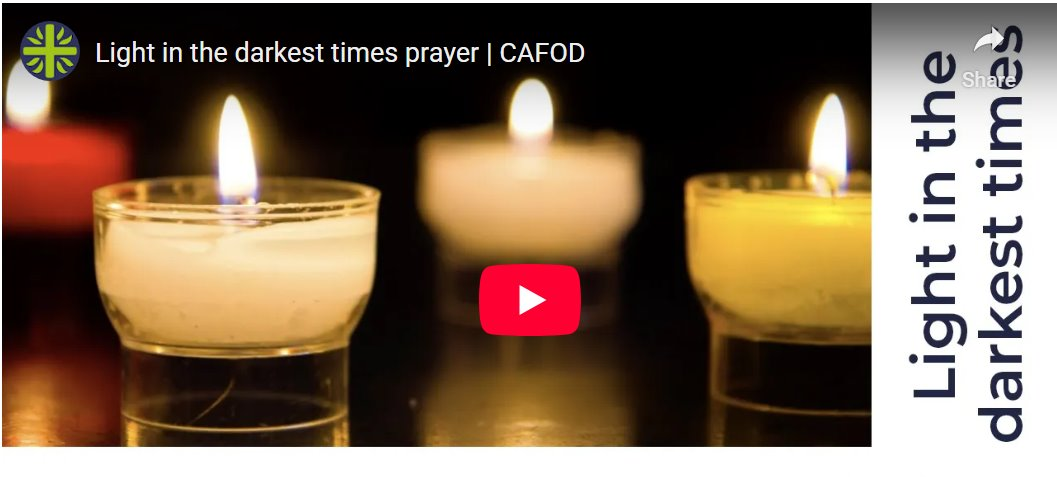 Light in the darkest times prayer | CAFOD
Share
Light in the
darkest times